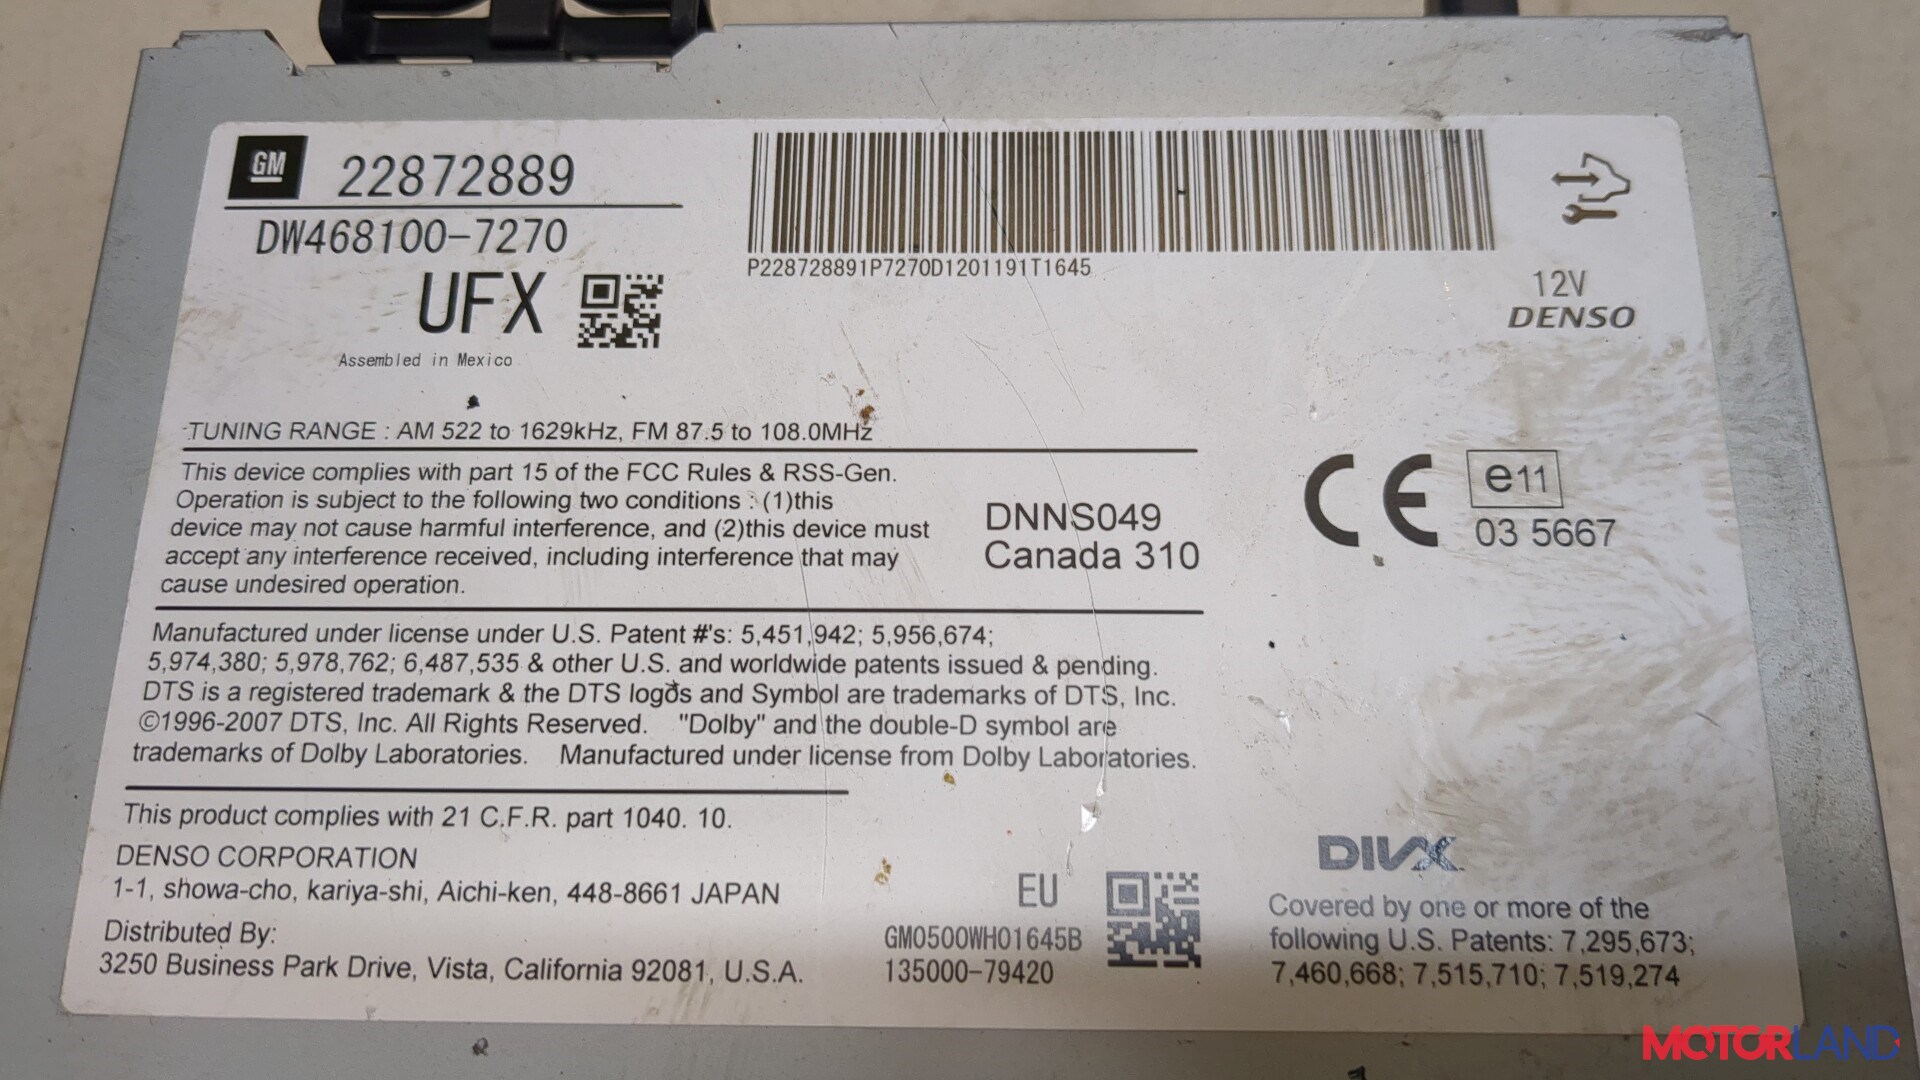 GM
22872889
DW468100-7270
UFX
Assembled in Mexico
P228728891P7270D1201191T1645
12V
DENSO
TUNING RANGE : AM 522 to 1629kHz, FM 87.5 to 108.0MHz
This device complies with part 15 of the FCC Rules & RSS-Gen.
Operation is subject to the following two conditions : (1)this
device may not cause harmful interference, and (2)this device must
accept any interference received, including interference that may
cause undesired operation.
DNNS049
Canada 310
CE
e11
03 5667
Manufactured under license under U.S. Patent #'s: 5,451,942; 5,956,674;
5,974,380; 5,978,762; 6,487,535 & other U.S. and worldwide patents issued & pending.
DTS is a registered trademark & the DTS logos and Symbol are trademarks of DTS, Inc.
©1996-2007 DTS, Inc. All Rights Reserved. "Dolby" and the double-D symbol are
trademarks of Dolby Laboratories. Manufactured under license from Dolby Laboratories.
This product complies with 21 C.F.R. part 1040. 10.
DENSO CORPORATION
1-1, showa-cho, kariya-shi, Aichi-ken, 448-8661 JAPAN
Distributed By:
3250 Business Park Drive, Vista, California 92081, U.S.A.
EU
GM0500WH01645B
135000-79420
DIVX
Covered by one or more of the
following U.S. Patents: 7,295,673;
7,460,668; 7,515,710; 7,519,274
MOTORLAND